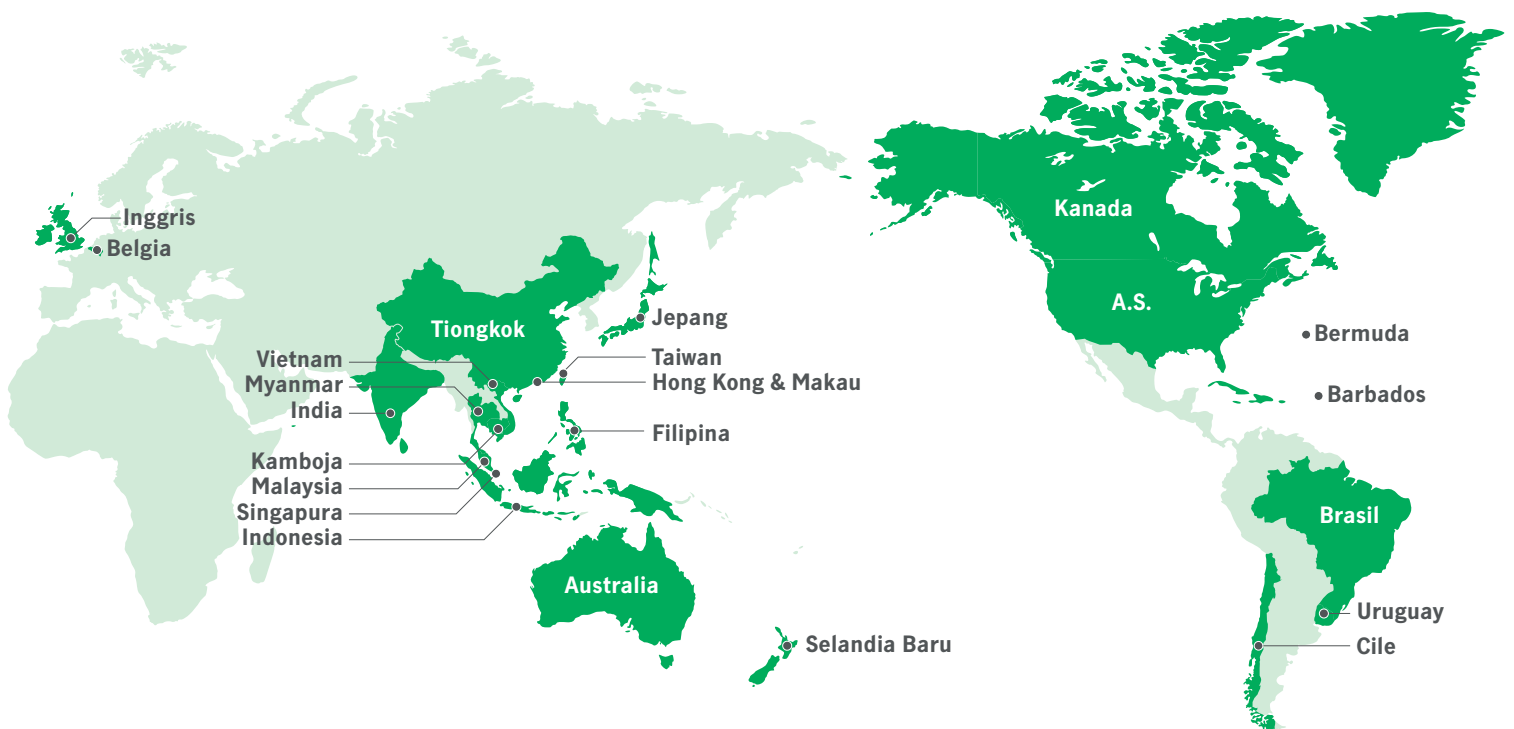 Inggris
Belgia
Tiongkok
Vietnam
Myanmar
India
Kamboja
Malaysia
Singapura
Indonesia
Jepang
Taiwan
Hong Kong & Makau
Filipina
Australia
Selandia Baru
Kanada
A.S.
Bermuda
Barbados
Brasil
Uruguay
Cile